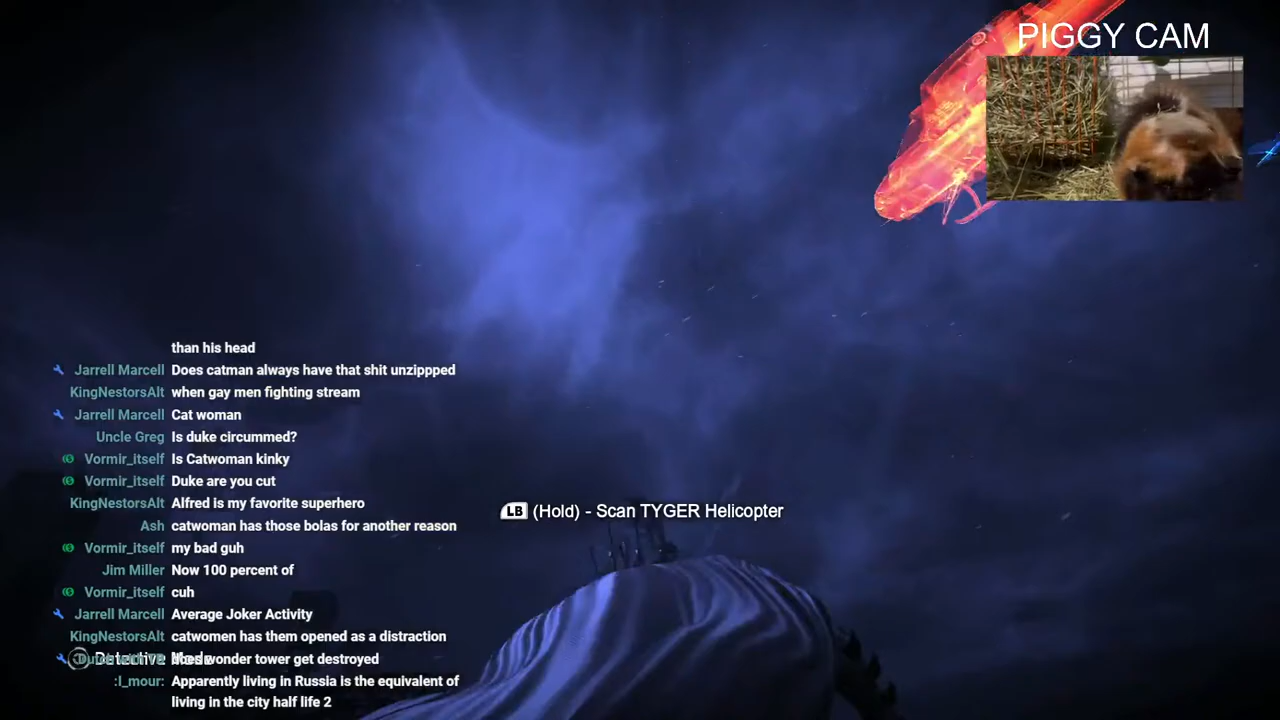 PIGGY CAM
than his head
Jarrell Marcell Does catman always have that shit unzippped
KingNestorsAlt when gay men fighting stream
Jarrell Marcell Cat woman
Uncle Greg Is duke circummed?
Vormir_itself Is Catwoman kinky
Vormir_itself Duke are you cut
KingNestorsAlt Alfred is my favorite superhero
LB (Hold) - Scan TYGER Helicopter
Ash catwoman has those bolas for another reason
Vormir_itself my bad guh
Jim Miller Now 100 percent of
Vormir_itself cuh
Jarrell Marcell Average Joker Activity
KingNestorsAlt catwomen has them opened as a distraction
Detective Mode wonder tower get destroyed
:I_mour: Apparently living in Russia is the equivalent of
living in the city half life 2